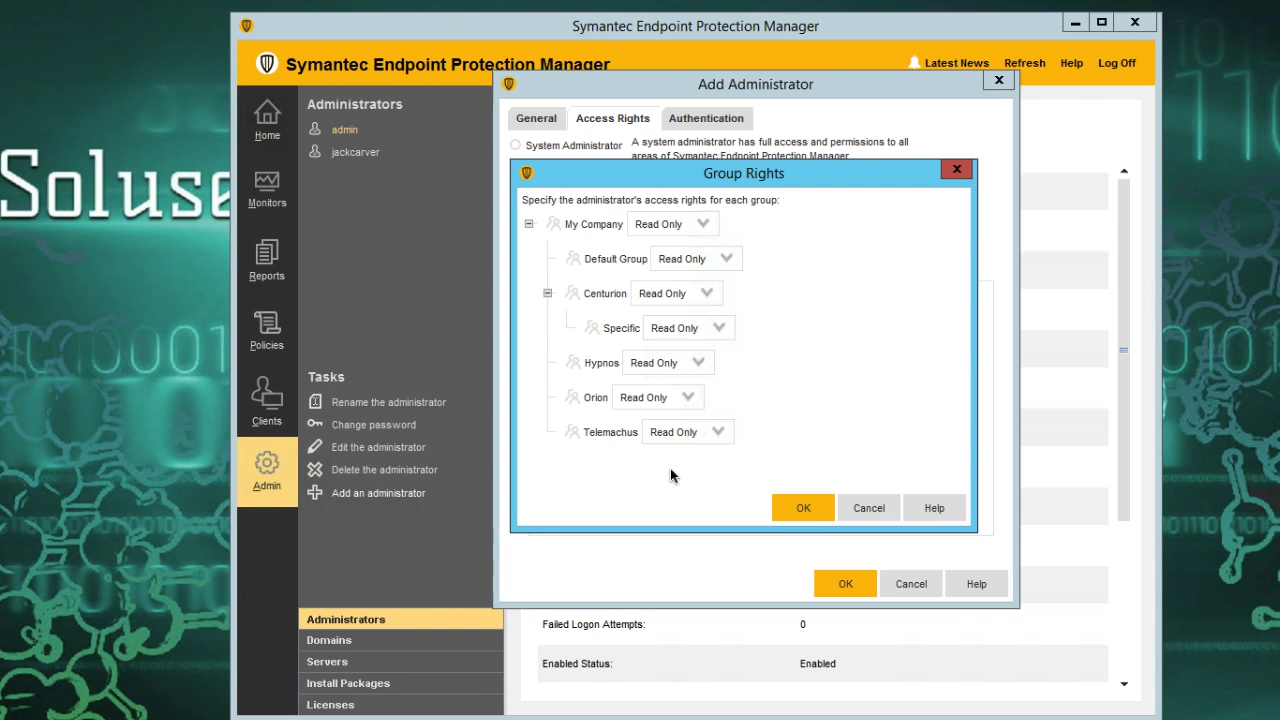 Symantec Endpoint Protection Manager
Symantec Endpoint Protection Manager
Latest News Refresh Help Log Off
Add Administrator
Home
Monitors
Reports
Policies
Clients
Admin
Administrators
admin
jackcarver
Tasks
Rename the administrator
Change password
Edit the administrator
Delete the administrator
Add an administrator
Administrators
Domains
Servers
Install Packages
Licenses
General Access Rights Authentication
System Administrator
A system administrator has full access and permissions to all
areas of Symantec Endpoint Protection Manager.
Group Rights
Specify the administrator's access rights for each group:
My Company Read Only
Default Group Read Only
Centurion Read Only
Specific Read Only
Hypnos Read Only
Orion Read Only
Telemachus Read Only
OK Cancel Help
OK Cancel Help
Failed Logon Attempts: 0
Enabled Status: Enabled